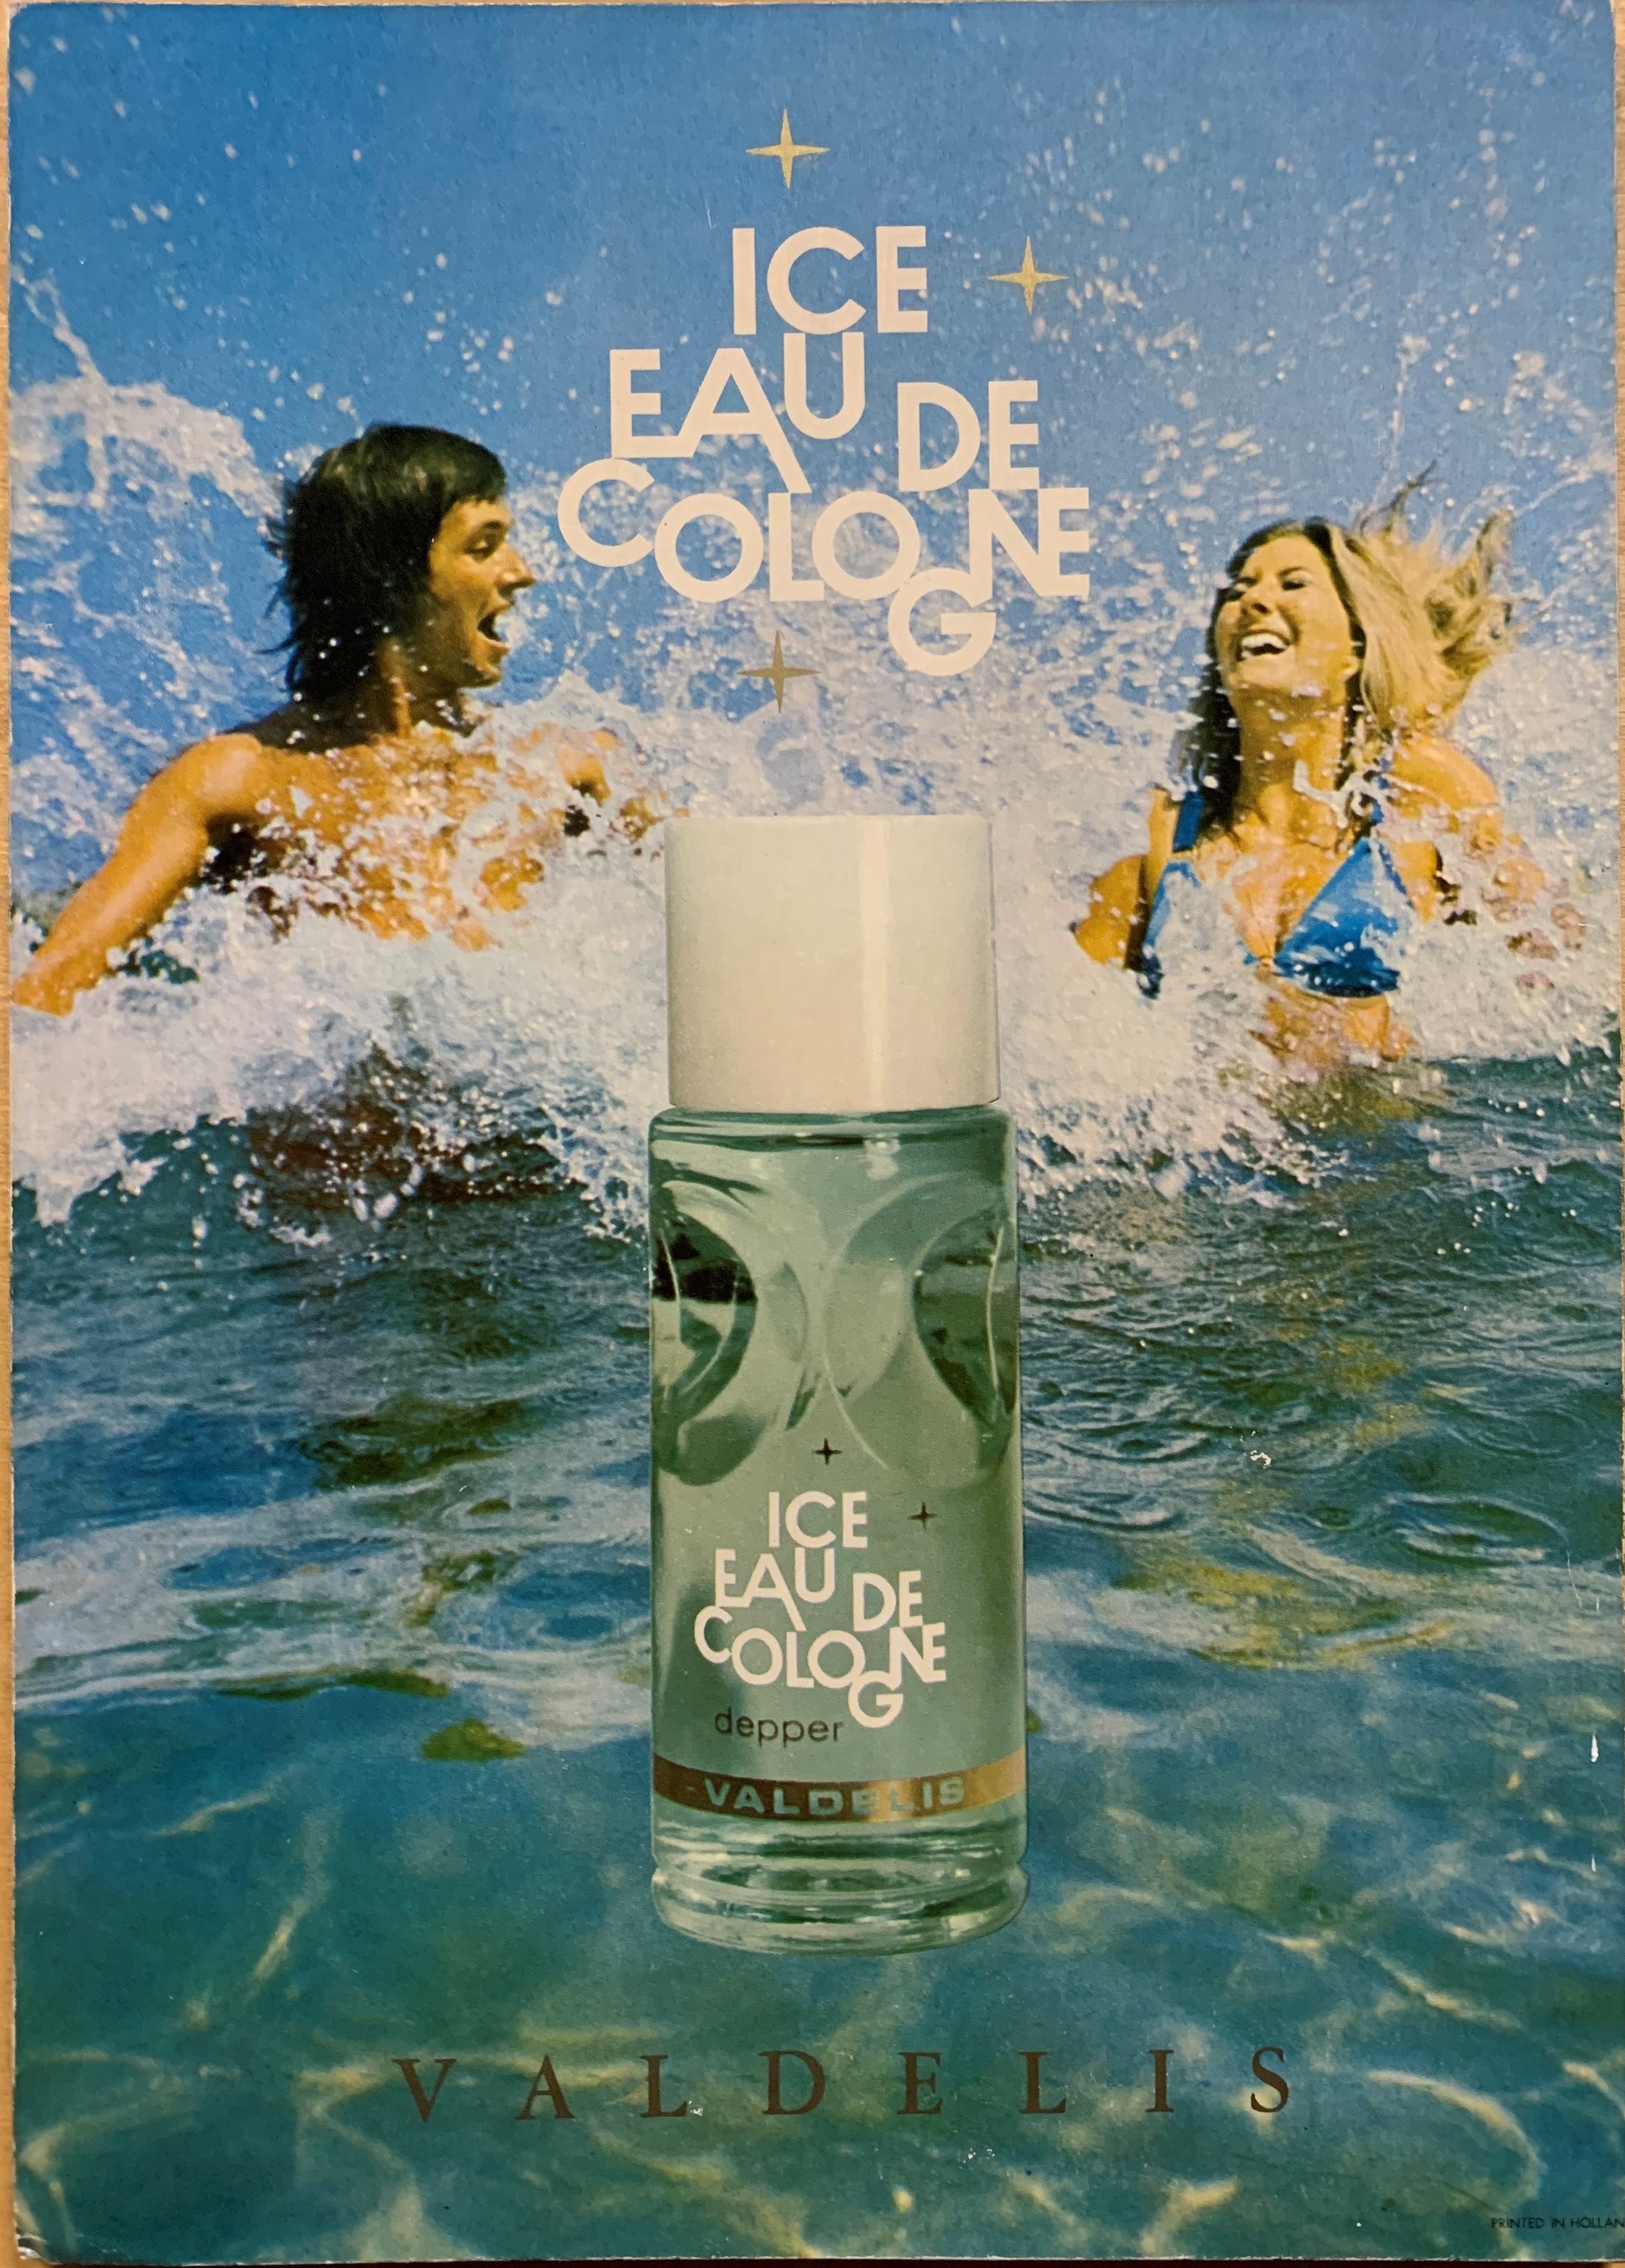 ICE
EAU DE
COLOGNE
ICE
EAU DE
COLOGNE
depper
VALDELIS
VALDELIS
PRINTED IN HOLLAN